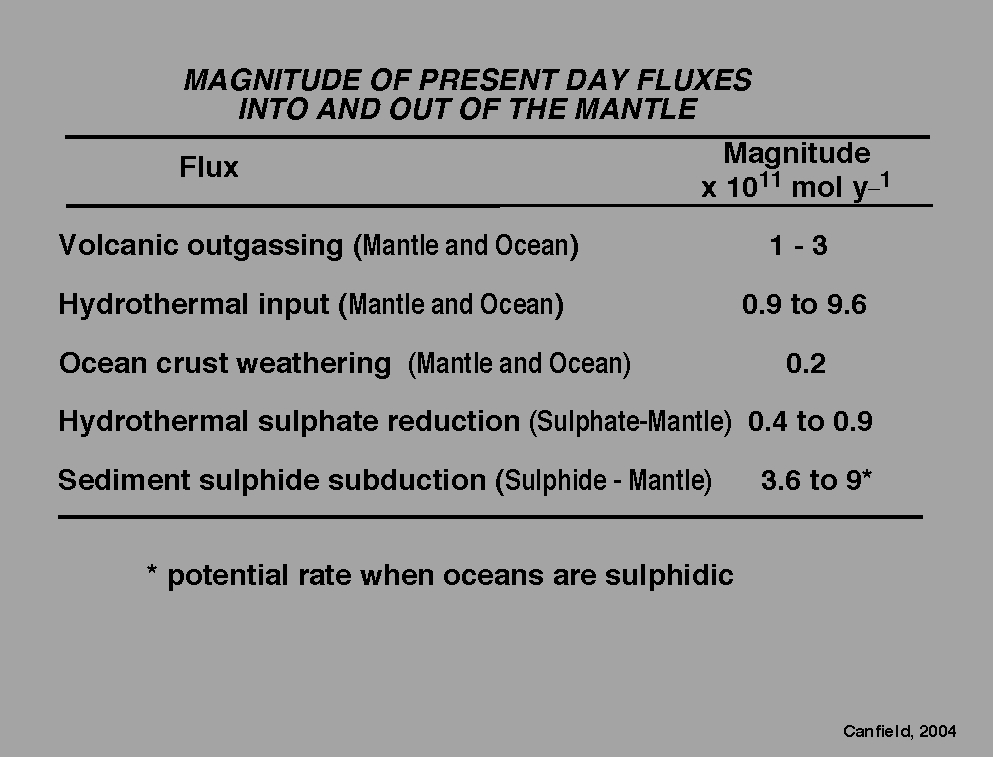 MAGNITUDE OF PRESENT DAY FLUXES
INTO AND OUT OF THE MANTLE
Flux
Magnitude
x 10¹¹ mol y–¹
Volcanic outgassing (Mantle and Ocean) 1 - 3
Hydrothermal input (Mantle and Ocean) 0.9 to 9.6
Ocean crust weathering (Mantle and Ocean) 0.2
Hydrothermal sulphate reduction (Sulphate-Mantle) 0.4 to 0.9
Sediment sulphide subduction (Sulphide - Mantle) 3.6 to 9*
* potential rate when oceans are sulphidic
Canfield, 2004